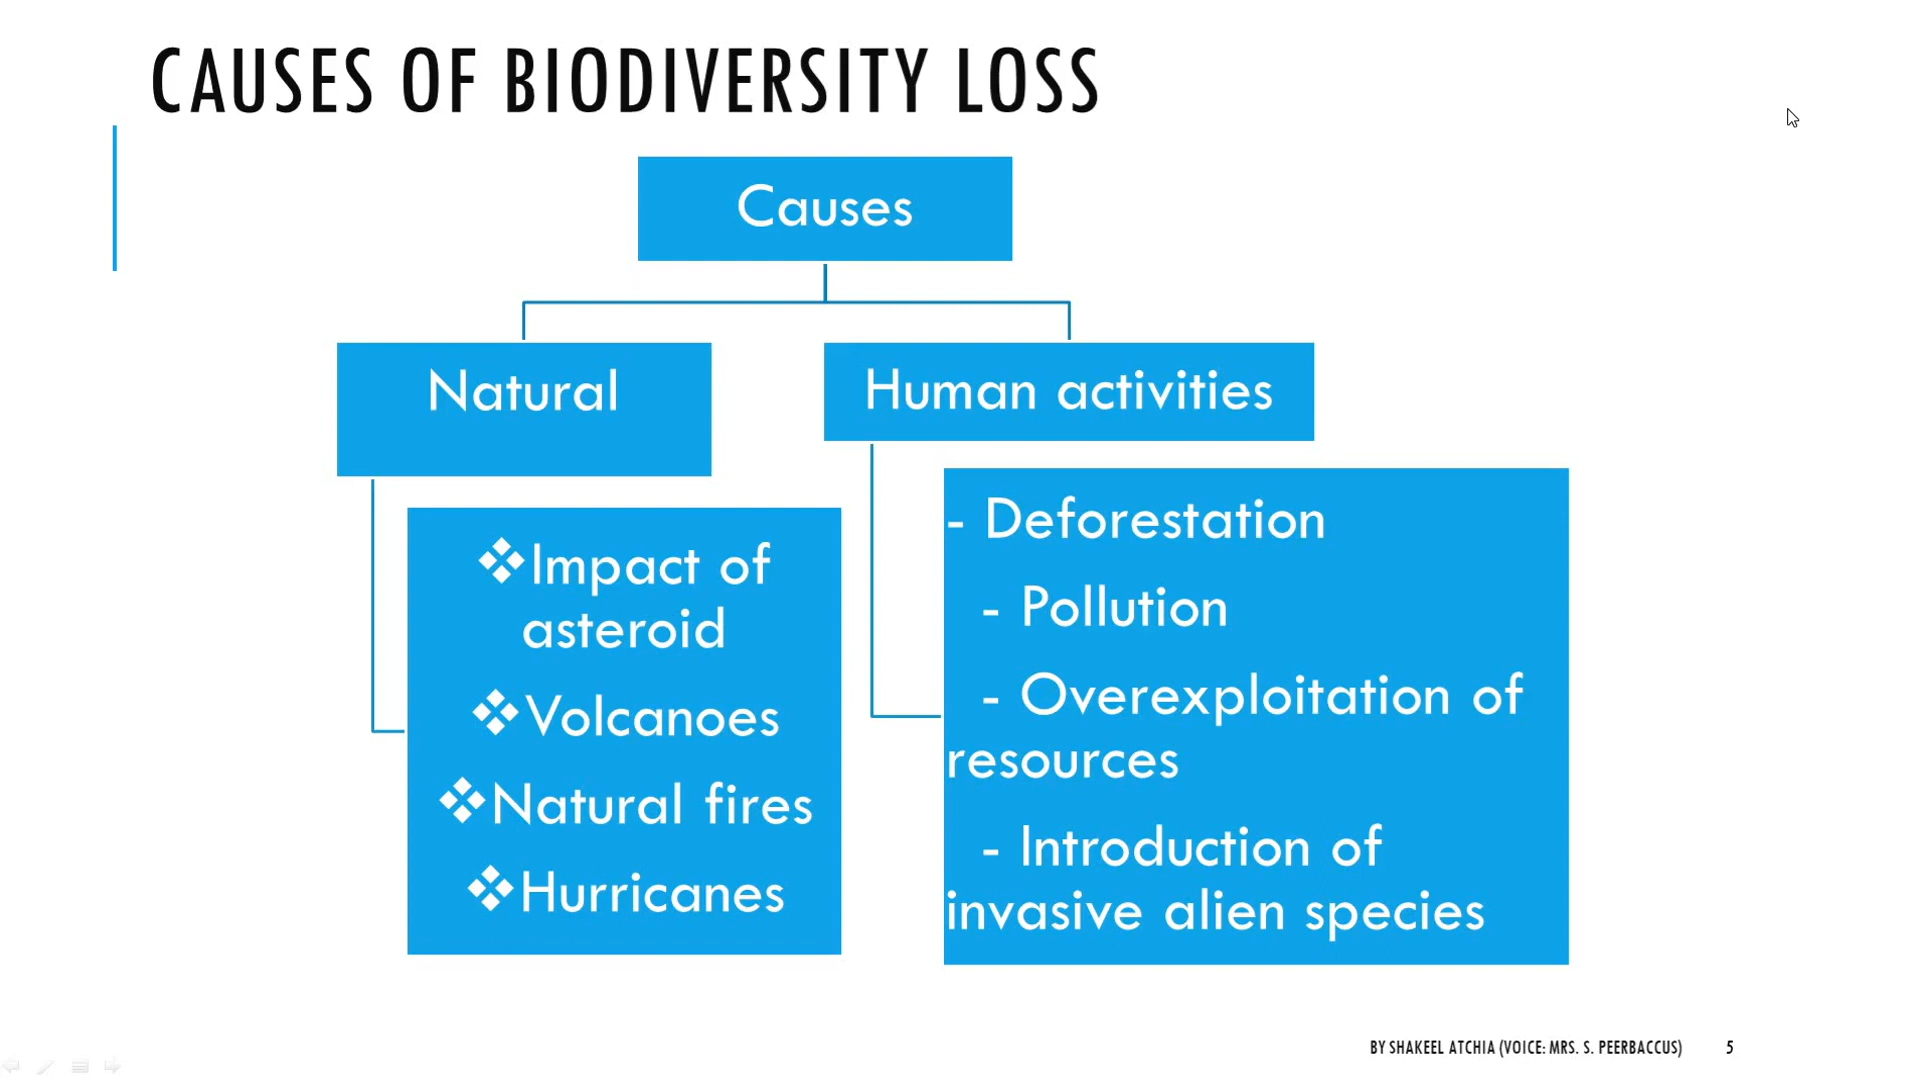 CAUSES OF BIODIVERSITY LOSS
Causes
Natural
Human activities
❖Impact of
asteroid
❖Volcanoes
❖Natural fires
❖Hurricanes
- Deforestation
- Pollution
- Overexploitation of
resources
- Introduction of
invasive alien species
BY SHAKEEL ATCHIA (VOICE: MRS. S. PEERBACCUS) 5